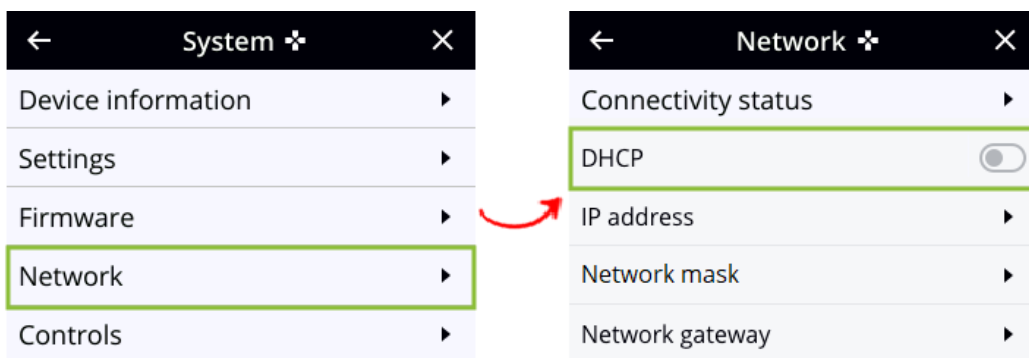 System
Device information
Settings
Firmware
Network
Controls
Network
Connectivity status
DHCP
IP address
Network mask
Network gateway